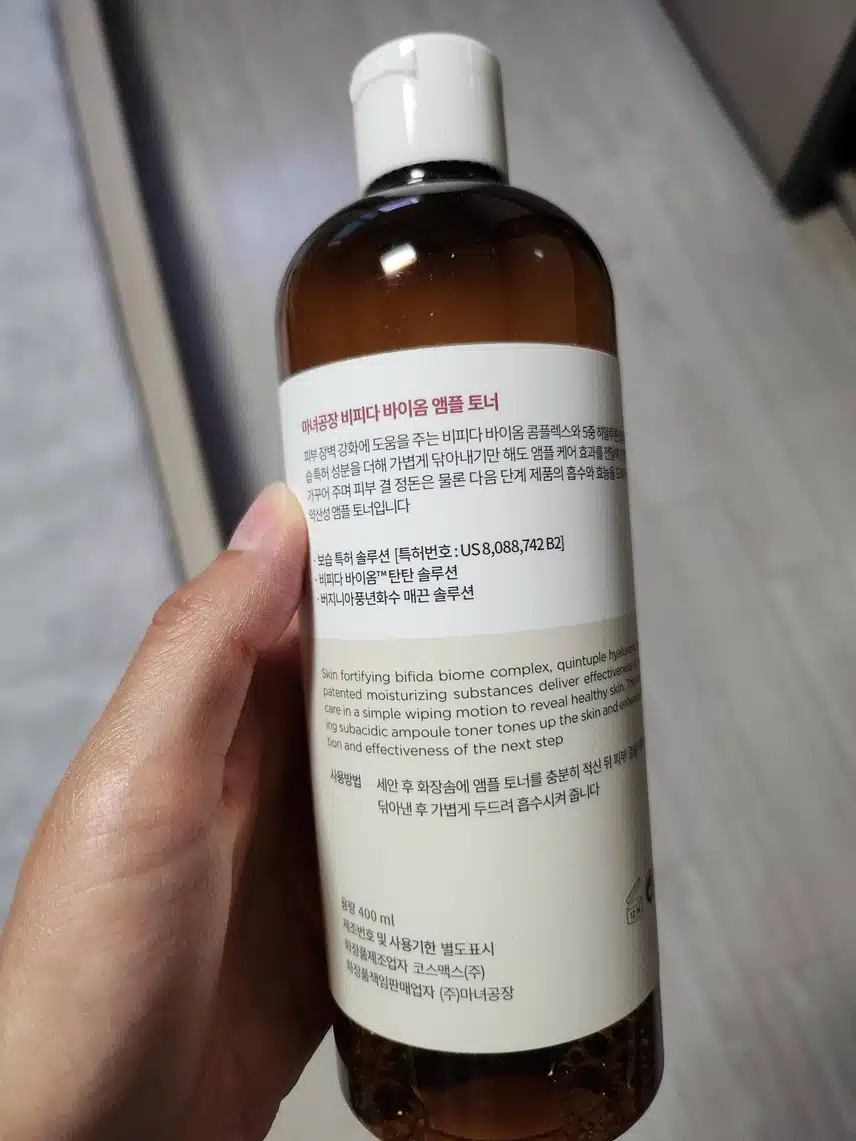 마녀공장 비피다 바이옴 앰플 토너
피부 장벽 강화에 도움을 주는 비피다 바이옴 콤플렉스와 5중
습 특허 성분을 더해 가볍게 닦아내기만 해도 앰플 케어 효과를
가꾸어 주며 피부 결 정돈은 물론 다음 단계 제품의 흡수와 효능을
약산성 앰플 토너입니다
· 보습 특허 솔루션 [특허번호 : US 8,088,742 B2]
· 비피다 바이옴™ 탄탄 솔루션
· 버지니아풍년화수 매끈 솔루션
Skin fortifying bifida biome complex, quintuple
patented moisturizing substances deliver
care in a simple wiping motion to reveal healthy skin.
ing subacidic ampoule toner tones up the skin and
tion and effectiveness of the next step
사용방법 세안 후 화장솜에 앰플 토너를 충분히 적신 뒤 피부
닦아낸 후 가볍게 두드려 흡수시켜 줍니다
용량 400 ml
제조번호 및 사용기한 별도표시
화장품제조업자 코스맥스(주)
화장품책임판매업자 (주)마녀공장